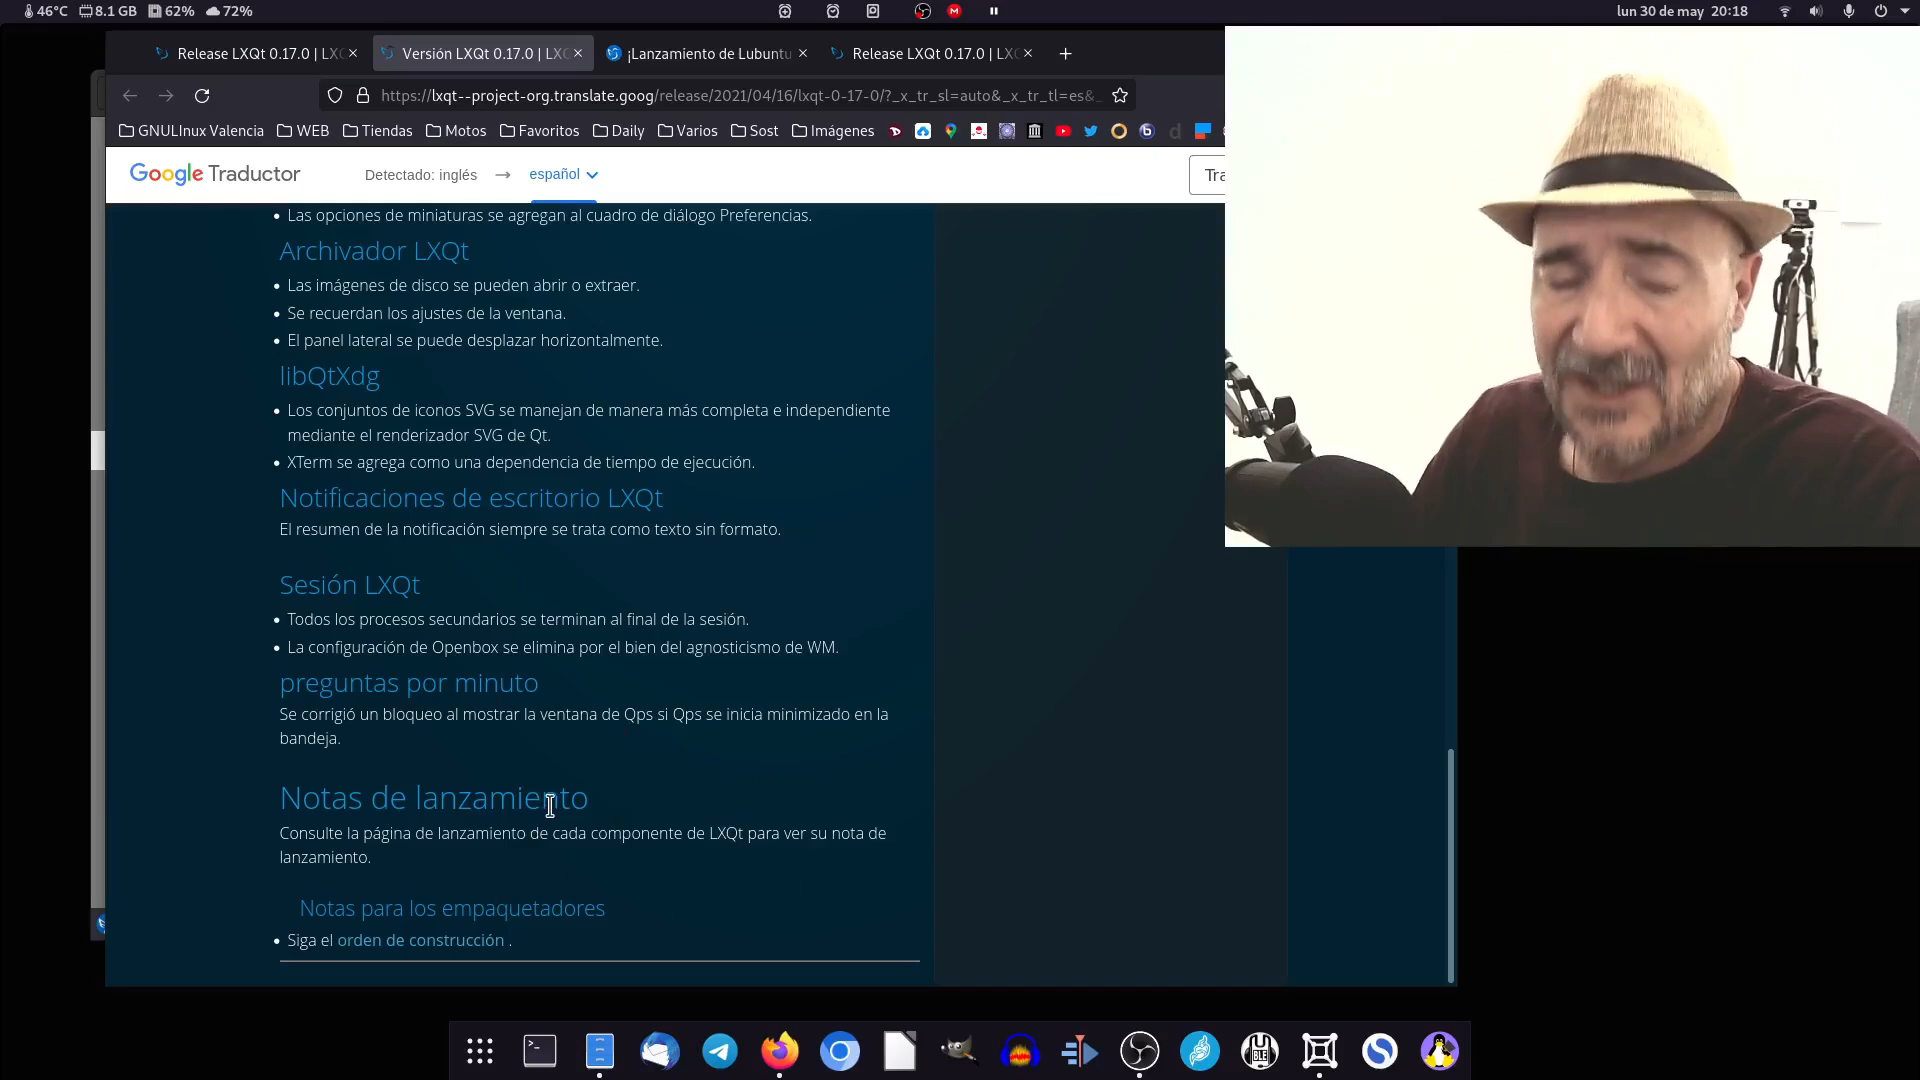 46°C 8.1 GB 62% 72%
lun 30 de may 20:18
Release LXQt 0.17.0 | LXQ
Versión LXQt 0.17.0 | LXQ
¡Lanzamiento de Lubuntu
Release LXQt 0.17.0 | LXQ
https://lxqt--project-org.translate.goog/release/2021/04/16/lxqt-0-17-0/?_x_tr_sl=auto&_x_tr_tl=es&_
GNULInux Valencia WEB Tiendas Motos Favoritos Daily Varios Sost Imágenes
Google Traductor
Detectado: inglés → español
Tra
Las opciones de miniaturas se agregan al cuadro de diálogo Preferencias.
Archivador LXQt
Las imágenes de disco se pueden abrir o extraer.
Se recuerdan los ajustes de la ventana.
El panel lateral se puede desplazar horizontalmente.
libQtXdg
Los conjuntos de iconos SVG se manejan de manera más completa e independiente
mediante el renderizador SVG de Qt.
XTerm se agrega como una dependencia de tiempo de ejecución.
Notificaciones de escritorio LXQt
El resumen de la notificación siempre se trata como texto sin formato.
Sesión LXQt
Todos los procesos secundarios se terminan al final de la sesión.
La configuración de Openbox se elimina por el bien del agnosticismo de WM.
preguntas por minuto
Se corrigió un bloqueo al mostrar la ventana de Qps si Qps se inicia minimizado en la
bandeja.
Notas de lanzamiento
Consulte la página de lanzamiento de cada componente de LXQt para ver su nota de
lanzamiento.
Notas para los empaquetadores
Siga el orden de construcción .
BLE